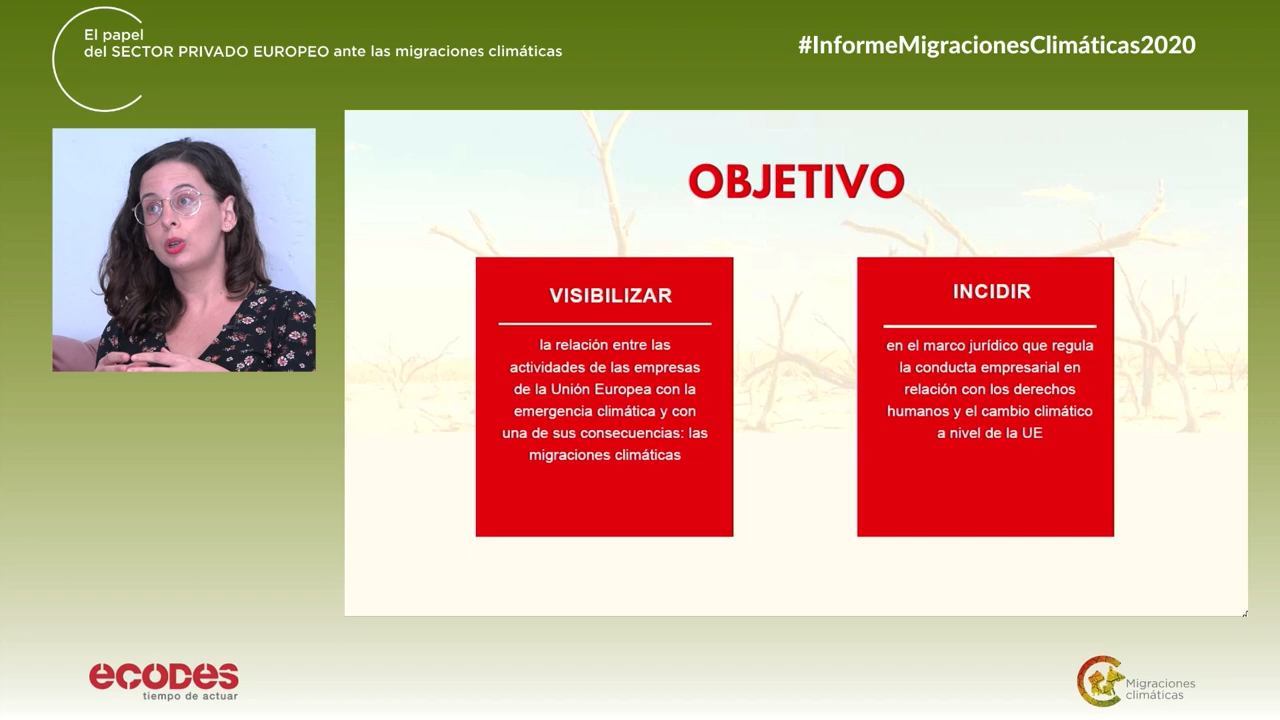 El papel
del SECTOR PRIVADO EUROPEO ante las migraciones climáticas
#InformeMigracionesClimáticas2020
OBJETIVO
VISIBILIZAR
la relación entre las
actividades de las empresas
de la Unión Europea con la
emergencia climática y con
una de sus consecuencias: las
migraciones climáticas
INCIDIR
en el marco jurídico que regula
la conducta empresarial en
relación con los derechos
humanos y el cambio climático
a nivel de la UE
ecodes
tiempo de actuar
Migraciones
climáticas